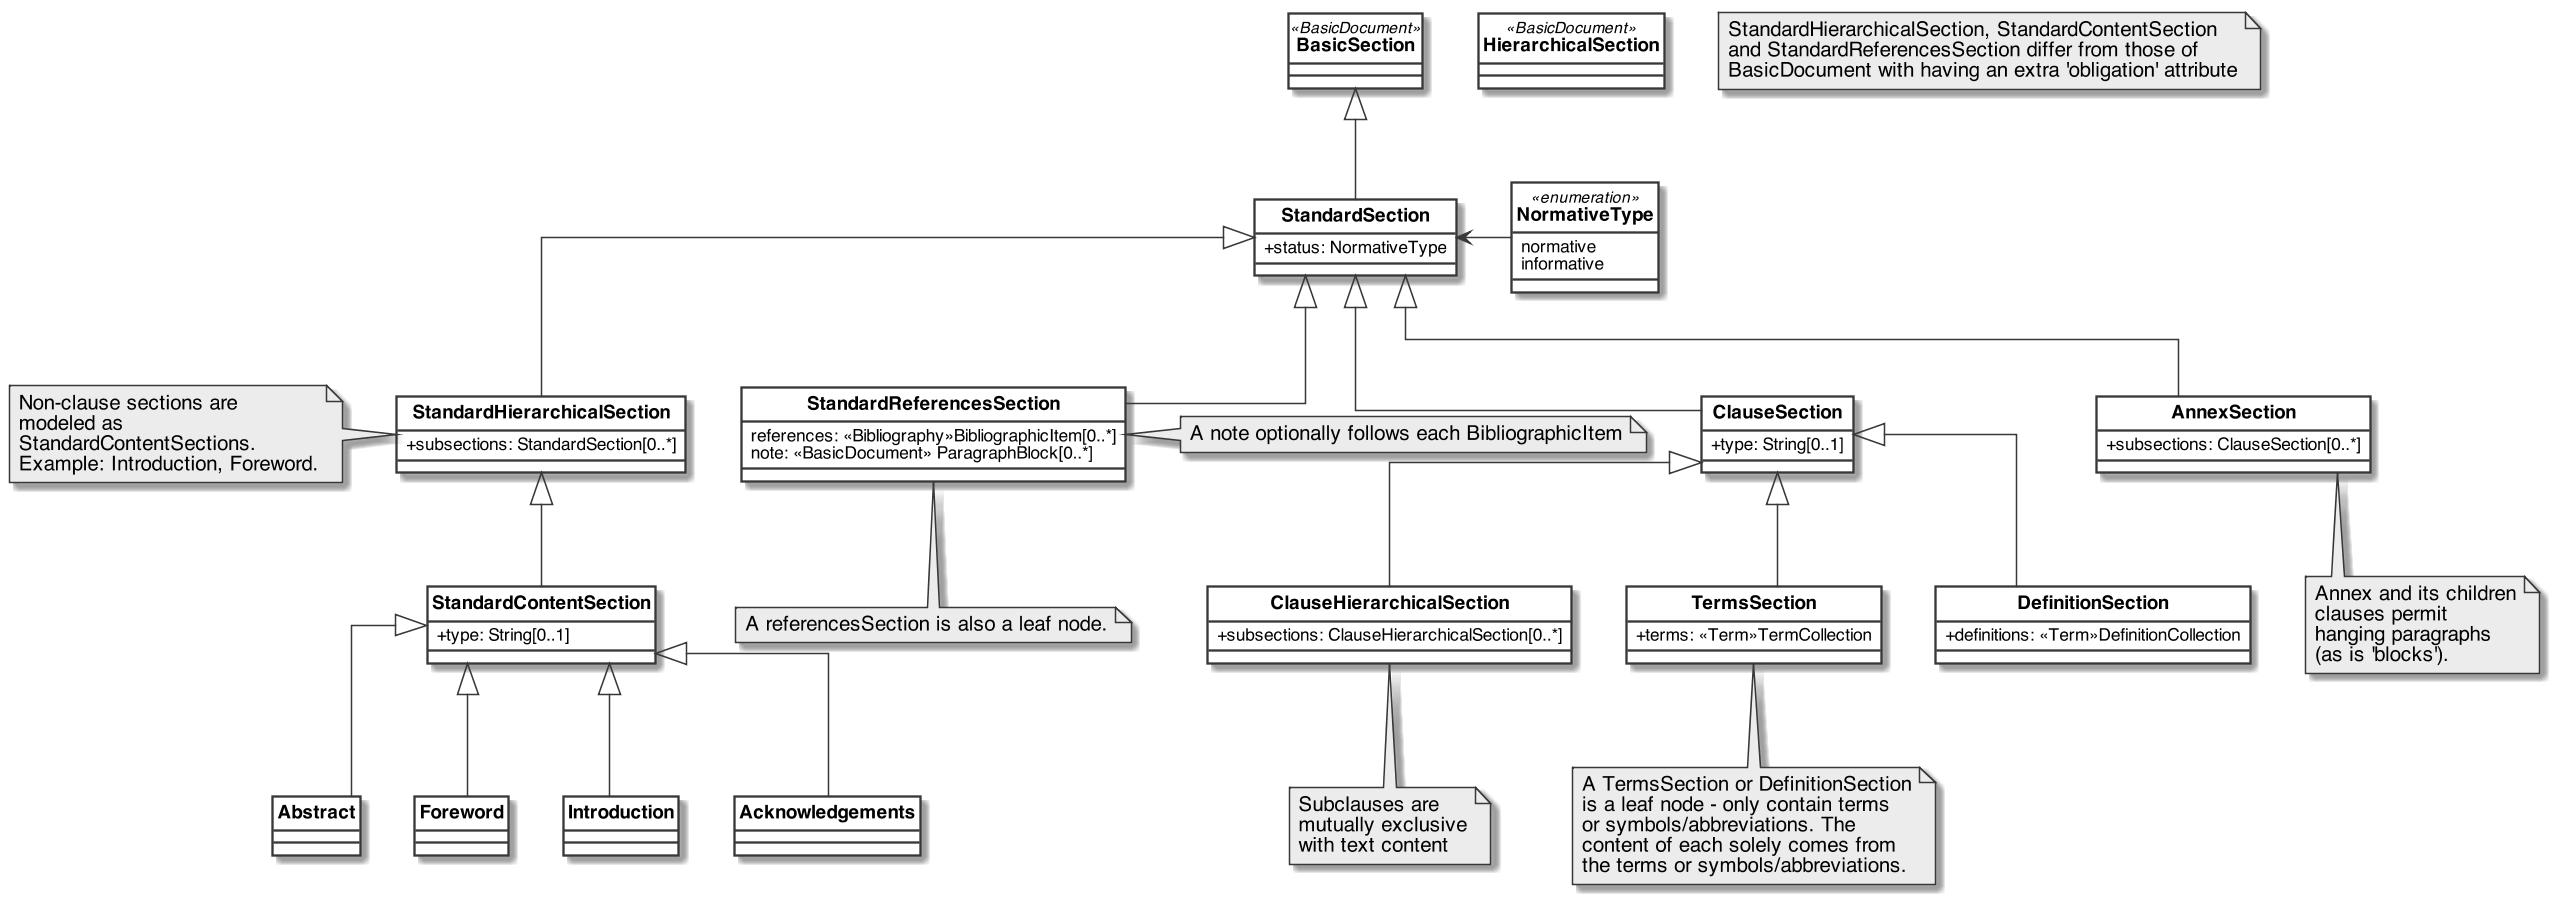 «BasicDocument»
BasicSection
«BasicDocument»
HierarchicalSection
StandardHierarchicalSection, StandardContentSection
and StandardReferencesSection differ from those of
BasicDocument with having an extra 'obligation' attribute
StandardSection
+status: NormativeType
«enumeration»
NormativeType
normative
informative
Non-clause sections are
modeled as
StandardContentSections.
Example: Introduction, Foreword.
StandardHierarchicalSection
+subsections: StandardSection[0..*]
StandardReferencesSection
references: «Bibliography»BibliographicItem[0..*]
note: «BasicDocument» ParagraphBlock[0..*]
A note optionally follows each BibliographicItem
ClauseSection
+type: String[0..1]
AnnexSection
+subsections: ClauseSection[0..*]
StandardContentSection
+type: String[0..1]
A referencesSection is also a leaf node.
ClauseHierarchicalSection
+subsections: ClauseHierarchicalSection[0..*]
TermsSection
+terms: «Term»TermCollection
DefinitionSection
+definitions: «Term»DefinitionCollection
Annex and its children
clauses permit
hanging paragraphs
(as is 'blocks').
Abstract
Foreword
Introduction
Acknowledgements
Subclauses are
mutually exclusive
with text content
A TermsSection or DefinitionSection
is a leaf node - only contain terms
or symbols/abbreviations. The
content of each solely comes from
the terms or symbols/abbreviations.